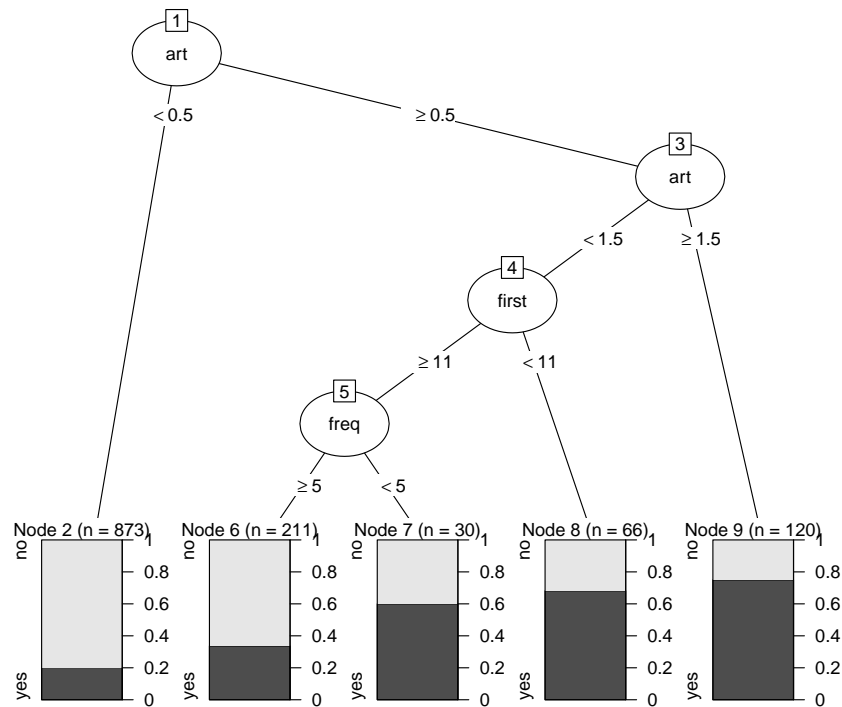 1
art
< 0.5
≥ 0.5
3
art
< 1.5
≥ 1.5
4
first
≥ 11
< 11
5
freq
≥ 5
< 5
Node 2 (n = 873)
yes
no
0
0.2
0.4
0.6
0.8
1
Node 6 (n = 211)
yes
no
0
0.2
0.4
0.6
0.8
1
Node 7 (n = 30)
yes
no
0
0.2
0.4
0.6
0.8
1
Node 8 (n = 66)
yes
no
0
0.2
0.4
0.6
0.8
1
Node 9 (n = 120)
yes
no
0
0.2
0.4
0.6
0.8
1